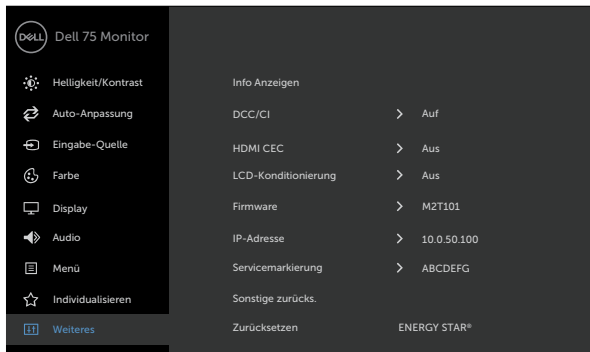 DELL Dell 75 Monitor
Helligkeit/Kontrast Info Anzeigen
Auto-Anpassung DCC/CI Auf
Eingabe-Quelle HDMI CEC Aus
Farbe LCD-Konditionierung Aus
Display Firmware M2T101
Audio IP-Adresse 10.0.50.100
Menü Servicemarkierung ABCDEFG
Individualisieren Sonstige zurücks.
Weiteres Zurücksetzen ENERGY STAR®